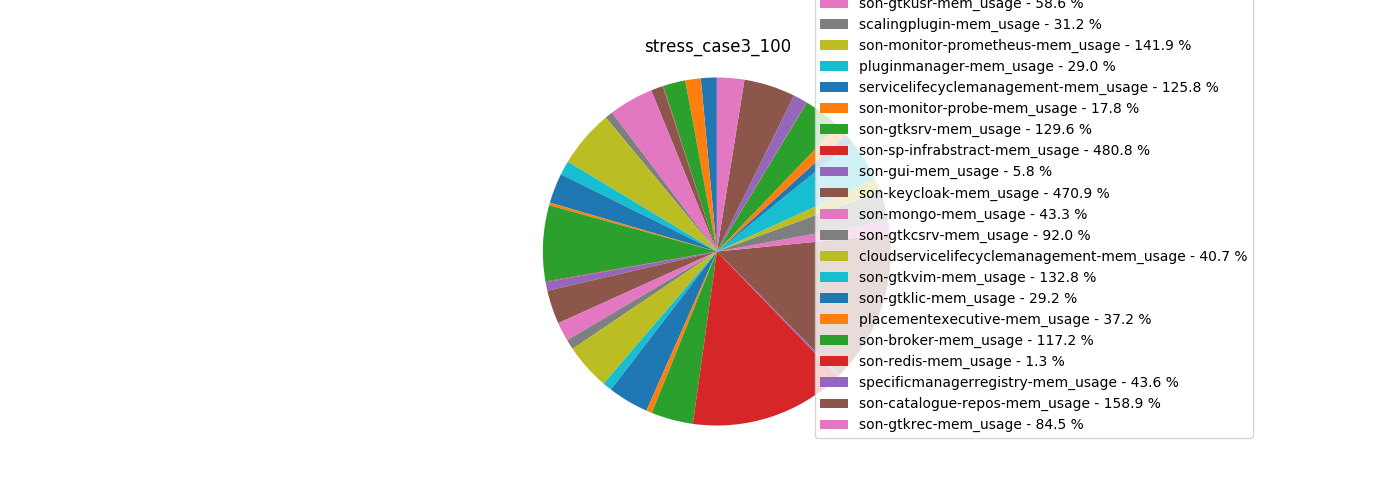 son-gtkusr-mem_usage - 58.6 %
scalingplugin-mem_usage - 31.2 %
stress_case3_100
son-monitor-prometheus-mem_usage - 141.9 %
pluginmanager-mem_usage - 29.0 %
servicelifecyclemanagement-mem_usage - 125.8 %
son-monitor-probe-mem_usage - 17.8 %
son-gtksrv-mem_usage - 129.6 %
son-sp-infrabstract-mem_usage - 480.8 %
son-gui-mem_usage - 5.8 %
son-keycloak-mem_usage - 470.9 %
son-mongo-mem_usage - 43.3 %
son-gtkcsrv-mem_usage - 92.0 %
cloudservicelifecyclemanagement-mem_usage - 40.7 %
son-gtkvim-mem_usage - 132.8 %
son-gtklic-mem_usage - 29.2 %
placementexecutive-mem_usage - 37.2 %
son-broker-mem_usage - 117.2 %
son-redis-mem_usage - 1.3 %
specificmanagerregistry-mem_usage - 43.6 %
son-catalogue-repos-mem_usage - 158.9 %
son-gtkrec-mem_usage - 84.5 %